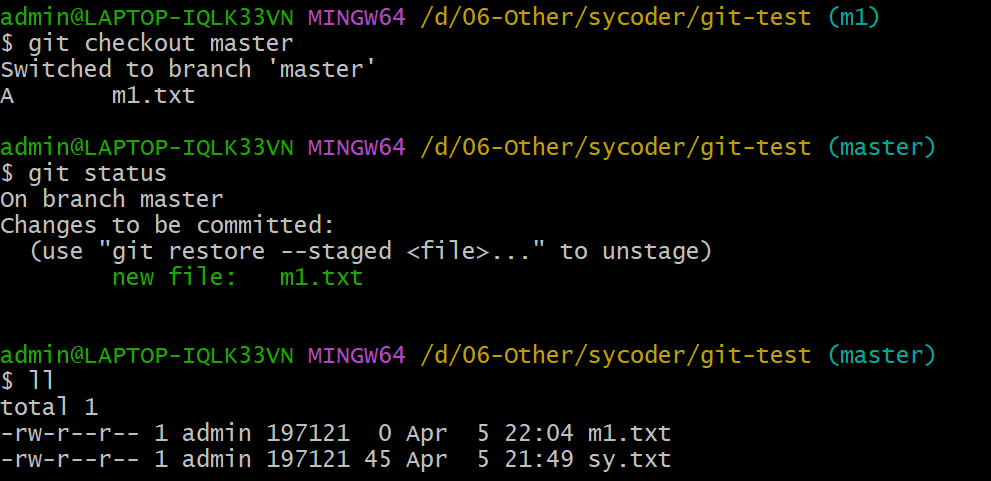 admin@LAPTOP-IQLK33VN MINGW64 /d/06-Other/sycoder/git-test (m1)
$ git checkout master
Switched to branch 'master'
A       m1.txt

admin@LAPTOP-IQLK33VN MINGW64 /d/06-Other/sycoder/git-test (master)
$ git status
On branch master
Changes to be committed:
  (use "git restore --staged <file>..." to unstage)
        new file:   m1.txt


admin@LAPTOP-IQLK33VN MINGW64 /d/06-Other/sycoder/git-test (master)
$ ll
total 1
-rw-r--r-- 1 admin 197121  0 Apr  5 22:04 m1.txt
-rw-r--r-- 1 admin 197121 45 Apr  5 21:49 sy.txt